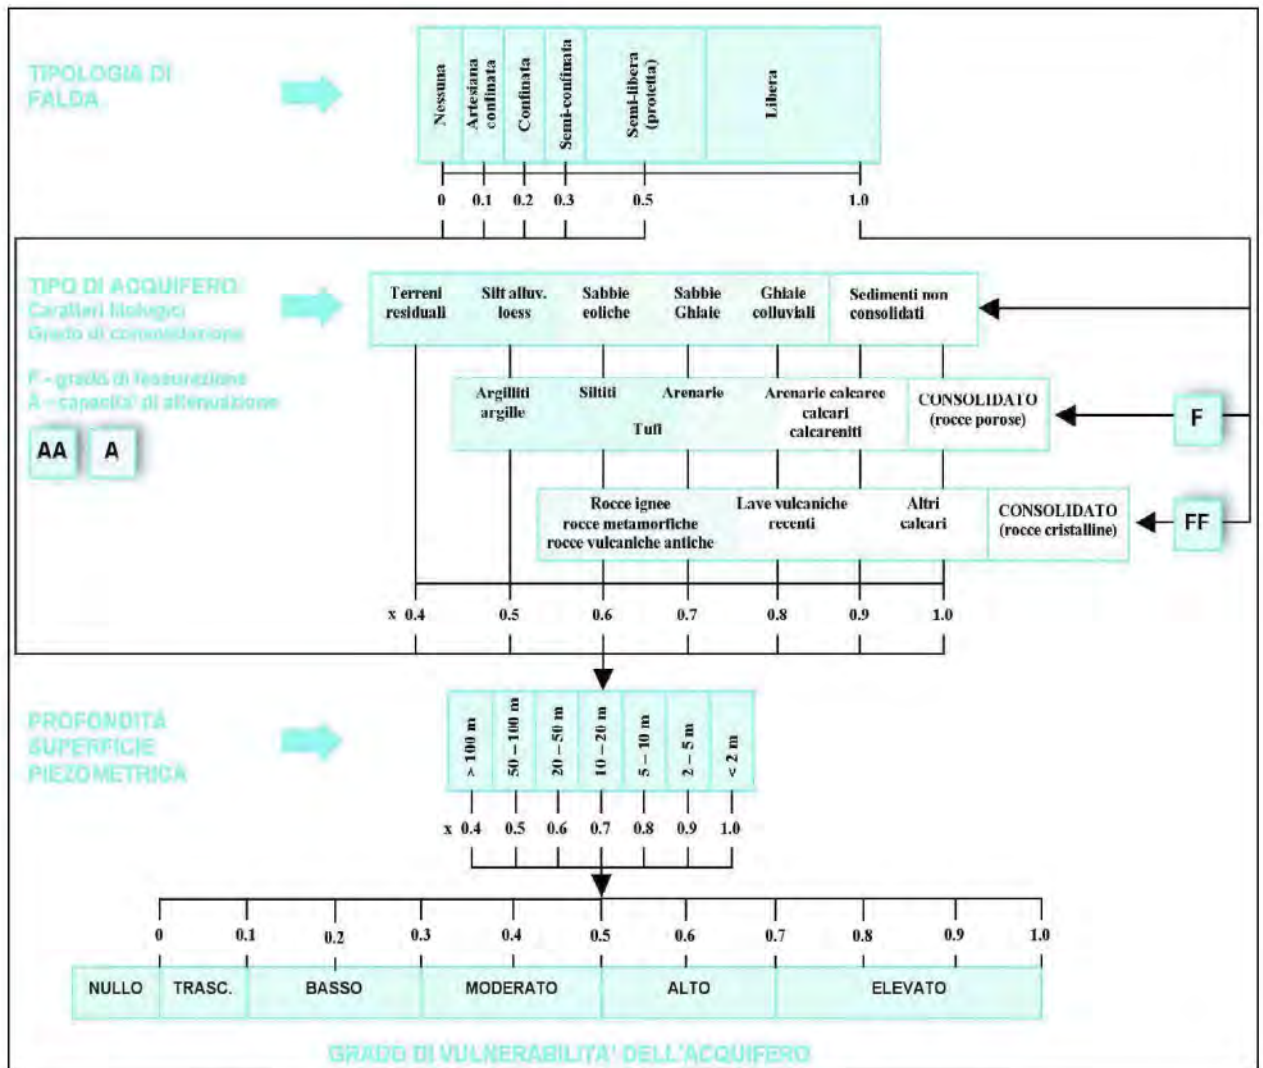 TIPOLOGIA DI
FALDA
Nessuna
Artesiana
confinata
Confinata
Semi-confinata
Semi-libera
(protetta)
Libera
0 0.1 0.2 0.3 0.5 1.0
TIPO DI ACQUIFERO
Caratteri litologici
Grado di consolidazione
F - grado di fessurazione
A - capacita' di attenuazione
AA A
Terreni
residuali
Silt alluv.
loess
Sabbie
eoliche
Sabbie
Ghiaie
Ghiaie
colluviali
Sedimenti non
consolidati
Argilliti
argille
Siltiti
Arenarie
Tufi
Arenarie calcaree
calcari
calcareniti
CONSOLIDATO
(rocce porose)
F
Rocce ignee
rocce metamorfiche
rocce vulcaniche antiche
Lave vulcaniche
recenti
Altri
calcari
CONSOLIDATO
(rocce cristalline)
FF
x 0.4 0.5 0.6 0.7 0.8 0.9 1.0
PROFONDITÀ
SUPERFICIE
PIEZOMETRICA
> 100 m
50 – 100 m
20 – 50 m
10 – 20 m
5 – 10 m
2 – 5 m
< 2 m
x 0.4 0.5 0.6 0.7 0.8 0.9 1.0
0 0.1 0.2 0.3 0.4 0.5 0.6 0.7 0.8 0.9 1.0
NULLO TRASC. BASSO MODERATO ALTO ELEVATO
GRADO DI VULNERABILITA' DELL'ACQUIFERO